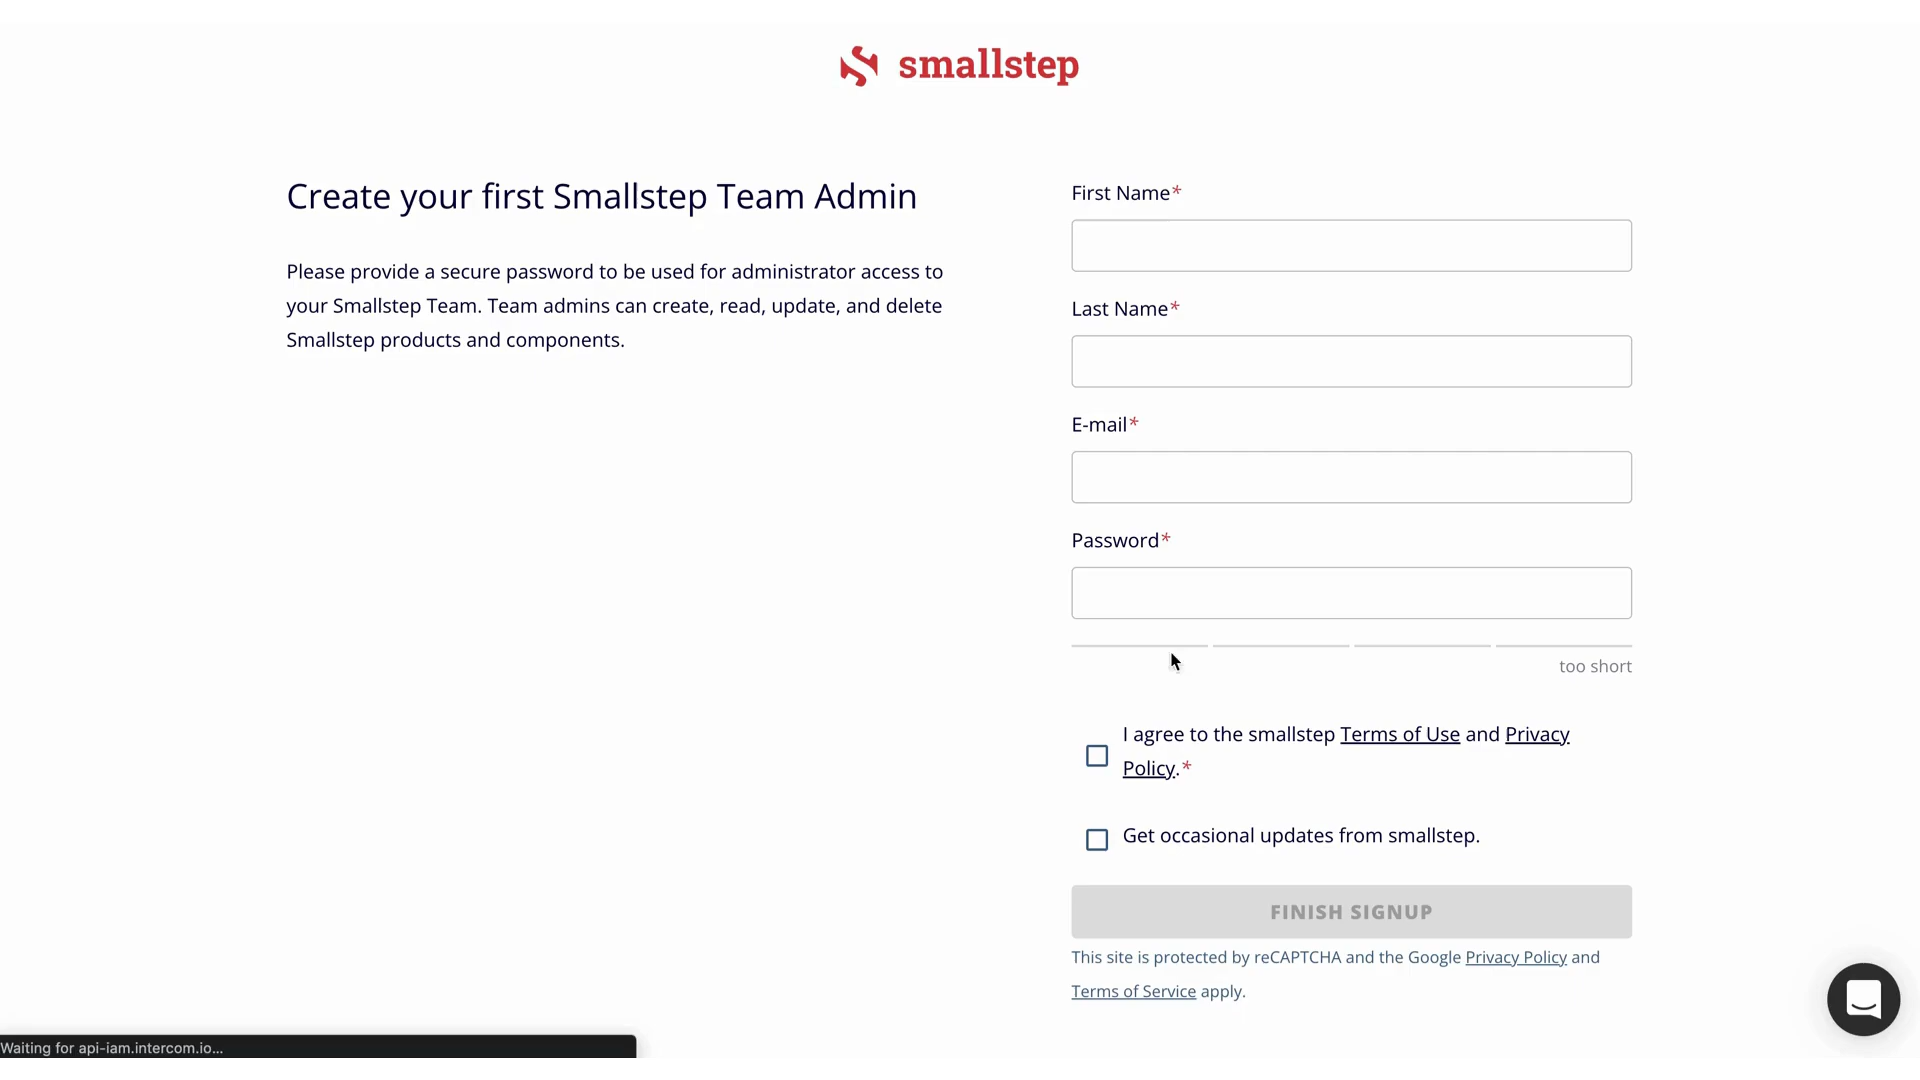 smallstep
Create your first Smallstep Team Admin
Please provide a secure password to be used for administrator access to
your Smallstep Team. Team admins can create, read, update, and delete
Smallstep products and components.
First Name*
Last Name*
E-mail*
Password*
too short
I agree to the smallstep Terms of Use and Privacy
Policy.*
Get occasional updates from smallstep.
FINISH SIGNUP
This site is protected by reCAPTCHA and the Google Privacy Policy and
Terms of Service apply.
Waiting for api-iam.intercom.io...